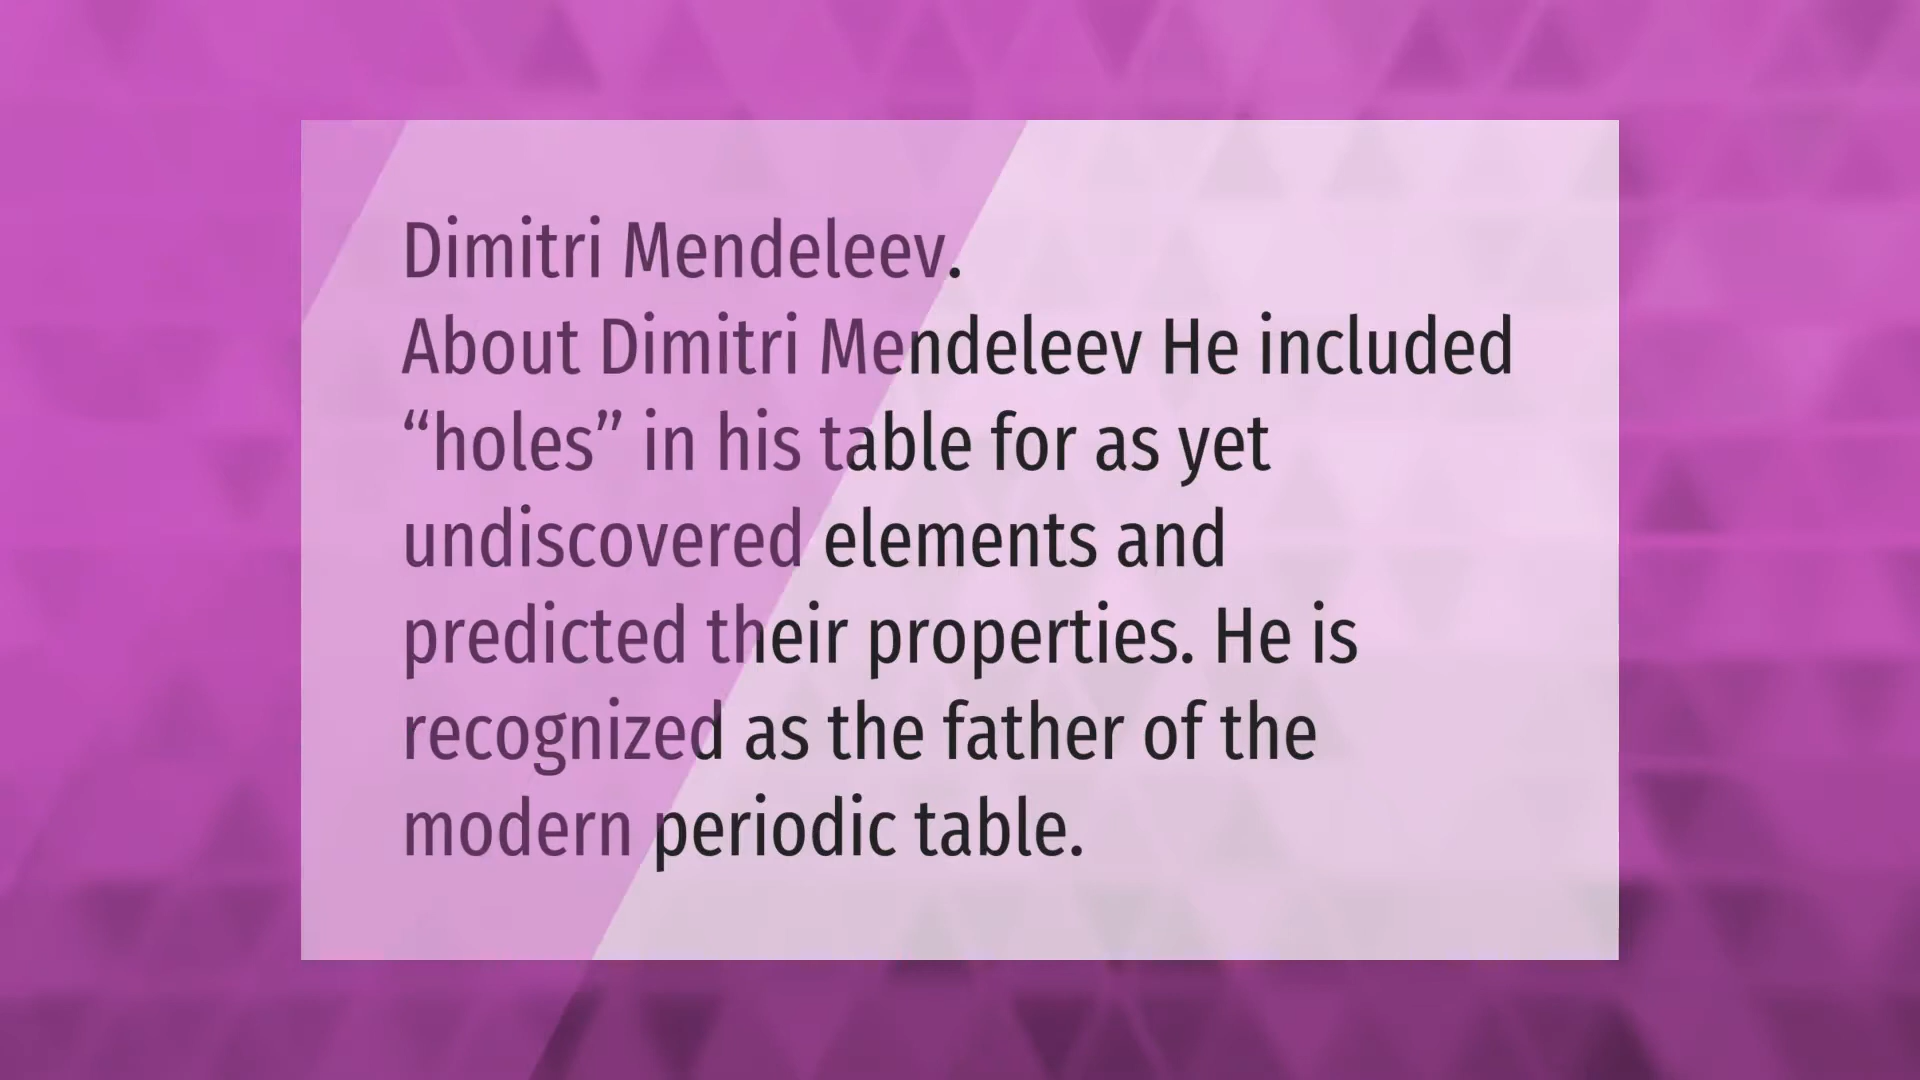 Dimitri Mendeleev.
About Dimitri Mendeleev He included
“holes” in his table for as yet
undiscovered elements and
predicted their properties. He is
recognized as the father of the
modern periodic table.